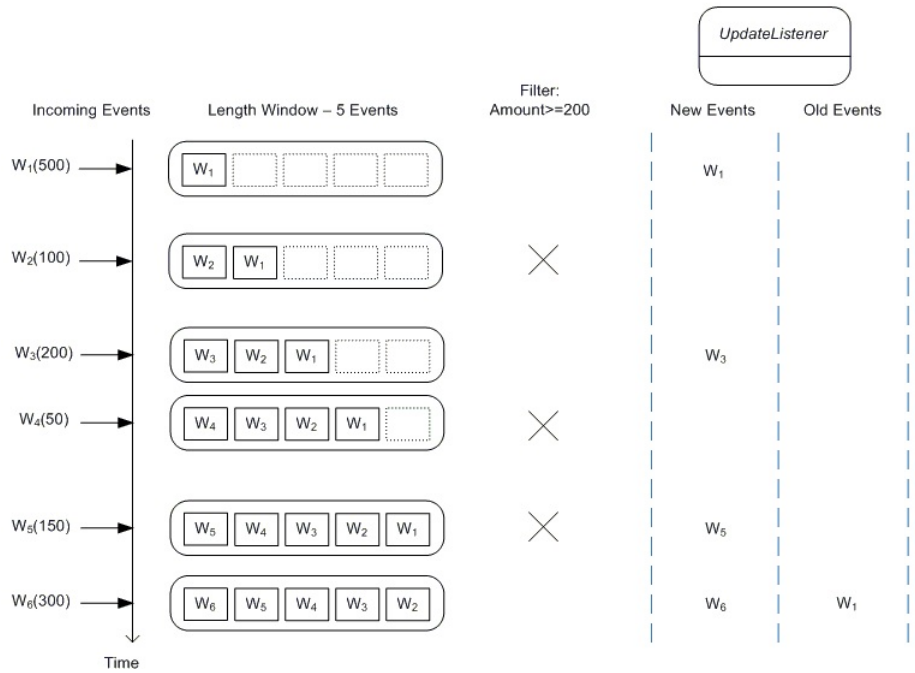 UpdateListener
Filter:
Incoming Events Length Window – 5 Events Amount>=200 New Events Old Events
W₁(500) W₁ W₁
W₂(100) W₂ W₁
W₃(200) W₃ W₂ W₁ W₃
W₄(50) W₄ W₃ W₂ W₁
W₅(150) W₅ W₄ W₃ W₂ W₁ W₅
W₆(300) W₆ W₅ W₄ W₃ W₂ W₆ W₁
Time